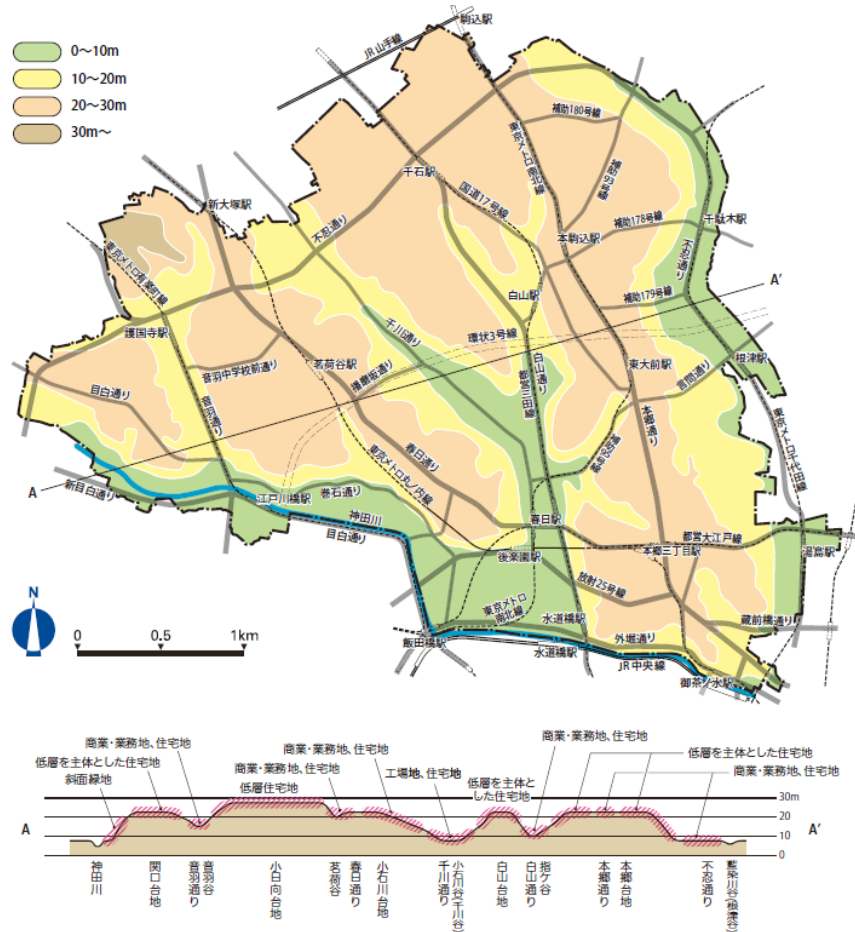 0〜10m
10〜20m
20〜30m
30m〜
駒込駅
JR山手線
補助180号線
東京メトロ南北線
補助93号線
千石駅
国道17号線
新大塚駅
不忍通り
千駄木駅
本駒込駅
補助178号線
不忍通り
東京メトロ有楽町線
白山駅
補助179号線
A'
護国寺駅
千川通り
環状3号線
茗荷谷駅
播磨坂通り
都営三田線
白山通り
東大前駅
言問通り
根津駅
音羽中学校前通り
目白通り
音羽通り
本郷通り
東京メトロ千代田線
春日通り
東京メトロ丸ノ内線
A
新目白通り
江戸川橋駅
巻石通り
神田川
目白通り
春日駅
都営大江戸線
後楽園駅
本郷三丁目駅
湯島駅
放射25号線
東京メトロ
南北線
水道橋駅
蔵前橋通り
外堀通り
飯田橋駅
水道橋駅
JR中央線
御茶ノ水駅
N
0
0.5
1km
商業・業務地、住宅地
低層を主体とした住宅地
斜面緑地
商業・業務地、住宅地
商業・業務地、住宅地
低層住宅地
工場地、住宅地
商業・業務地、住宅地
低層を主体と
した住宅地
低層を主体とした住宅地
商業・業務地、住宅地
30m
20
10
0
A
A'
神田川
関口台地
音羽通り
音羽谷
小日向台地
茗荷谷
春日通り
小石川台地
千川通り
小石川谷(千川谷)
白山台地
白山通り
指ケ谷
本郷通り
本郷台地
不忍通り
藍染川谷(根津谷)